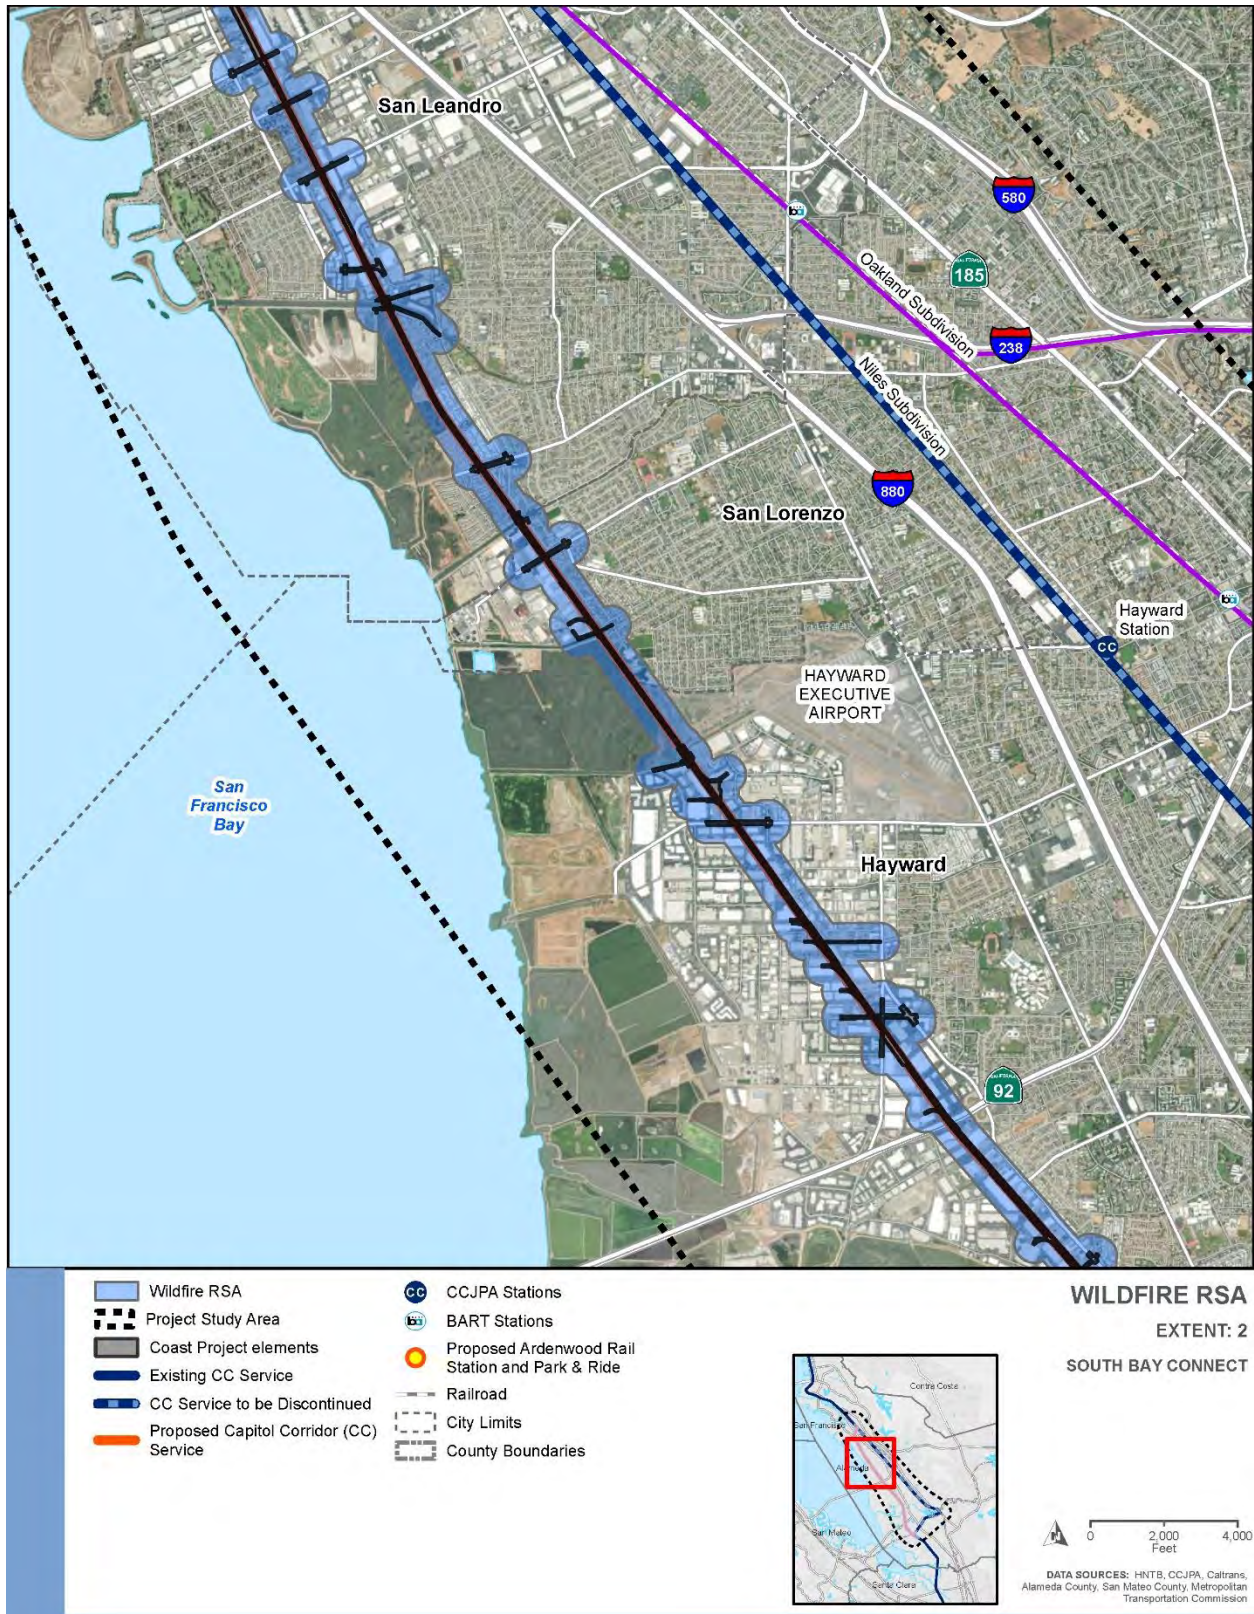 San Leandro
580
CALIFORNIA
185
Oakland Subdivision
238
Niles Subdivision
880
San Lorenzo
Hayward
Station
CC
HAYWARD
EXECUTIVE
AIRPORT
San
Francisco
Bay
Hayward
CALIFORNIA
92
Wildfire RSA
Project Study Area
Coast Project elements
Existing CC Service
CC Service to be Discontinued
Proposed Capitol Corridor (CC)
Service
CC
CCJPA Stations
ba
BART Stations
Proposed Ardenwood Rail
Station and Park & Ride
Railroad
City Limits
County Boundaries
WILDFIRE RSA
EXTENT: 2
SOUTH BAY CONNECT
Contra Costa
San Francisco
Alameda
San Mateo
Santa Clara
N
0 2,000 4,000
Feet
DATA SOURCES: HNTB, CCJPA, Caltrans,
Alameda County, San Mateo County, Metropolitan
Transportation Commission